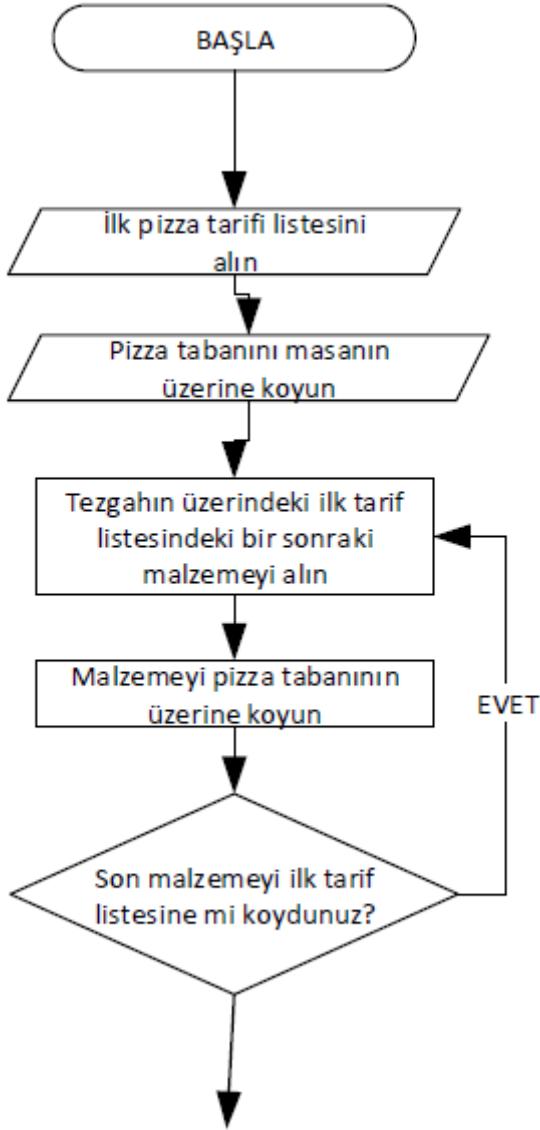 BAŞLA
İlk pizza tarifi listesini
alın
Pizza tabanını masanın
üzerine koyun
Tezgahın üzerindeki ilk tarif
listesindeki bir sonraki
malzemeyi alın
Malzemeyi pizza tabanının
üzerine koyun
EVET
Son malzemeyi ilk tarif
listesine mi koydunuz?